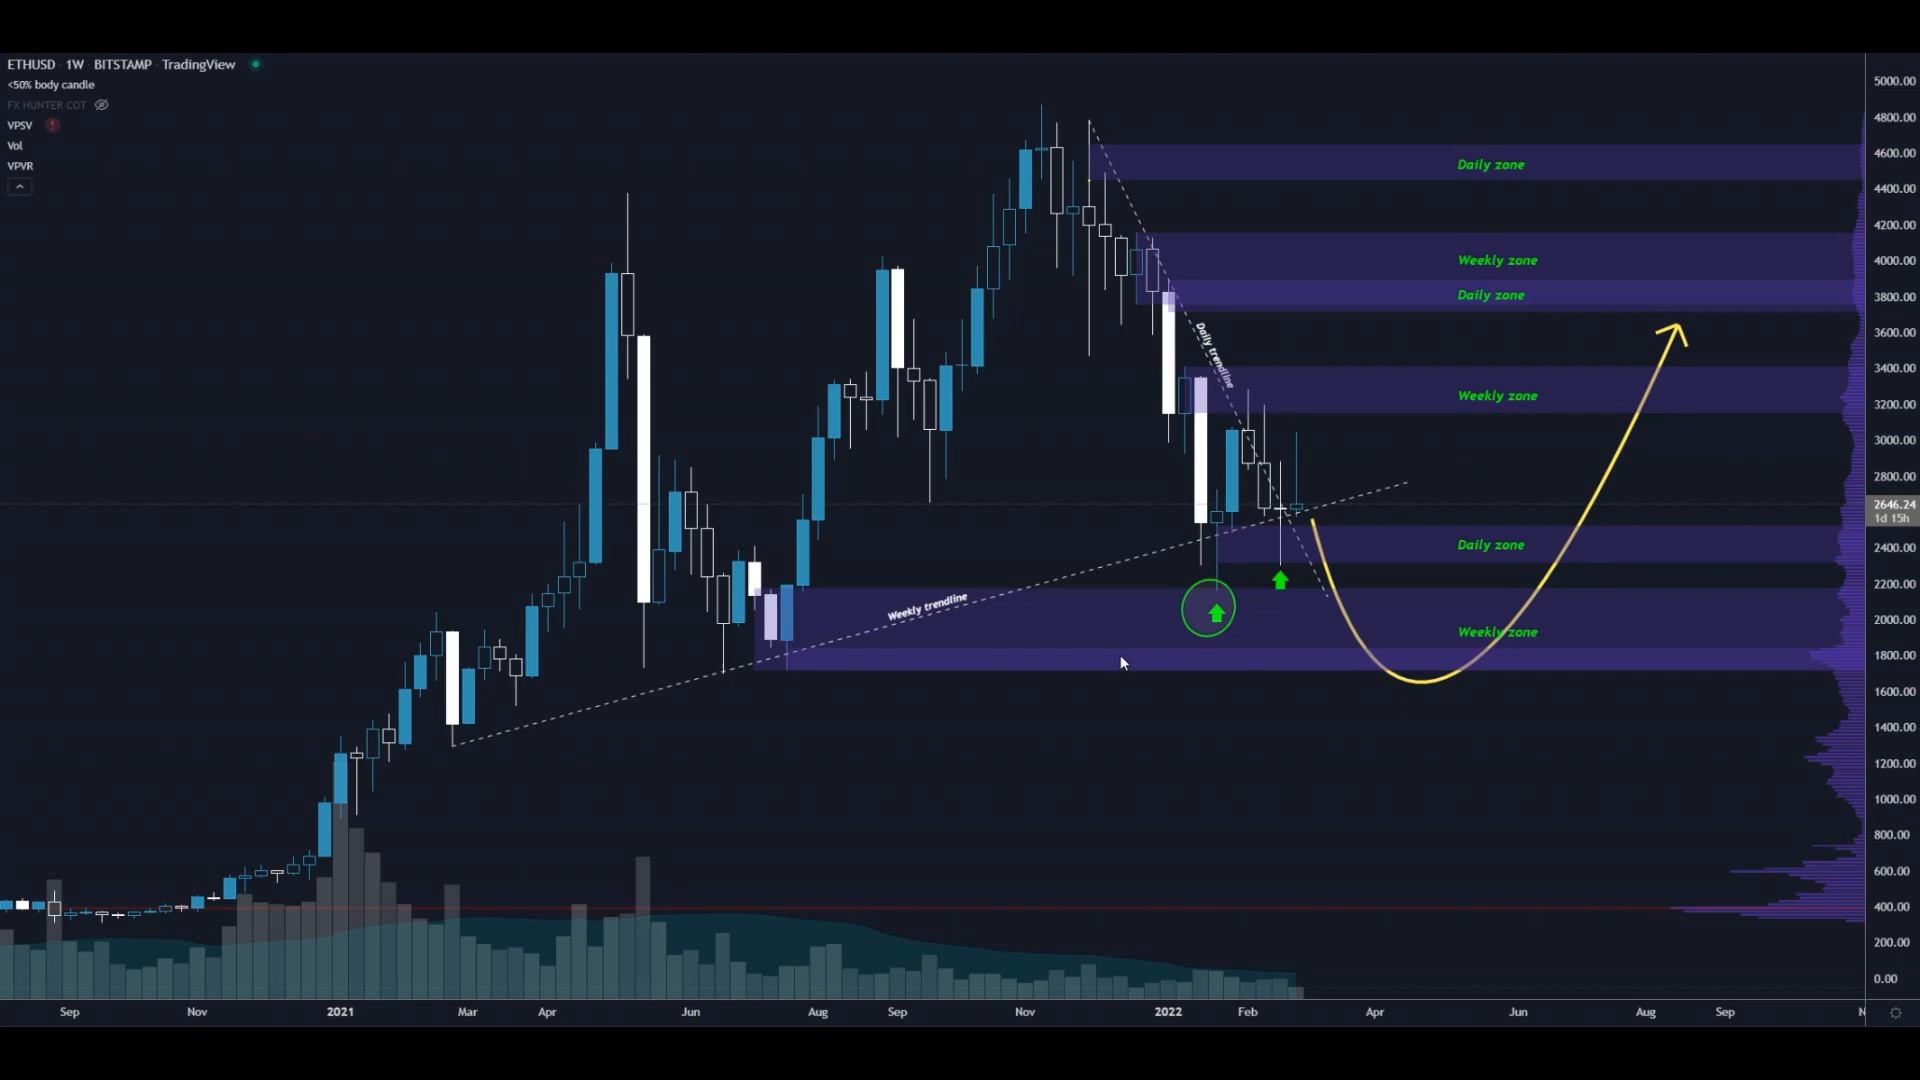 ETHUSD 1W BITSTAMP TradingView
<50% body candle
FX HUNTER COT
VPSV
Vol
VPVR
Daily zone
Weekly zone
Daily zone
Daily trendline
Weekly zone
Daily zone
Weekly trendline
Weekly zone
5000.00
4800.00
4600.00
4400.00
4200.00
4000.00
3800.00
3600.00
3400.00
3200.00
3000.00
2800.00
2646.24
1d 15h
2400.00
2200.00
2000.00
1800.00
1600.00
1400.00
1200.00
1000.00
800.00
600.00
400.00
200.00
0.00
Sep Nov 2021 Mar Apr Jun Aug Sep Nov 2022 Feb Apr Jun Aug Sep N